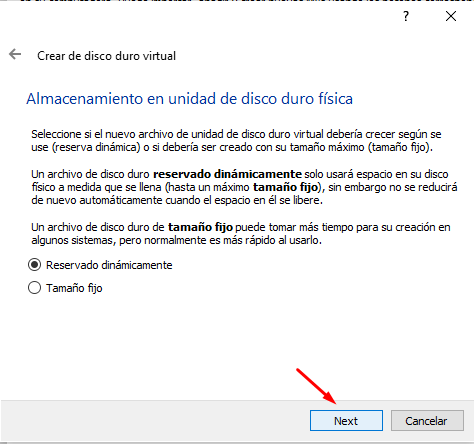 ?
Crear de disco duro virtual
Almacenamiento en unidad de disco duro física
Seleccione si el nuevo archivo de unidad de disco duro virtual debería crecer según se
use (reserva dinámica) o si debería ser creado con su tamaño máximo (tamaño fijo).
Un archivo de disco duro reservado dinámicamente solo usará espacio en su disco
físico a medida que se llena (hasta un máximo tamaño fijo), sin embargo no se reducirá
de nuevo automáticamente cuando el espacio en él se libere.
Un archivo de disco duro de tamaño fijo puede tomar más tiempo para su creación en
algunos sistemas, pero normalmente es más rápido al usarlo.
Reservado dinámicamente
Tamaño fijo
Next Cancelar